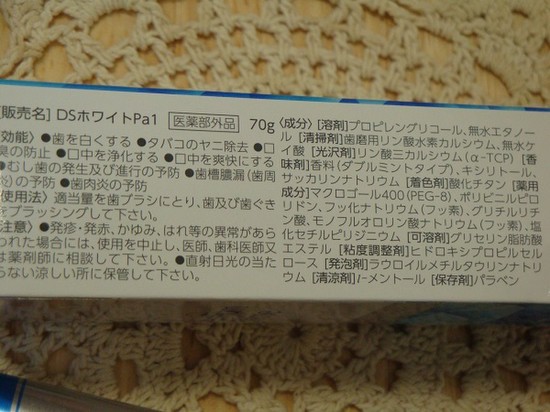 [販売名] DSホワイトPa1 医薬部外品 70g
効能〉●歯を白くする ●タバコのヤニ除去 ●口
臭の防止 ●口中を浄化する ●口中を爽快にする
●むし歯の発生及び進行の予防 ●歯槽膿漏(歯周
炎)の予防 ●歯肉炎の予防
使用法〉適当量を歯ブラシにとり、歯及び歯ぐき
をブラッシングして下さい。
注意〉●発疹・発赤、かゆみ、はれ等の異常があら
われた場合には、使用を中止し、医師、歯科医師又
は薬剤師に相談して下さい。 ●直射日光の当た
らない涼しい所に保管して下さい。
〈成分〉[溶剤]プロピレングリコール、無水エタノー
ル [清掃剤]歯磨用リン酸水素カルシウム、無水ケ
イ酸 [光沢剤]リン酸三カルシウム(α-TCP) [香
味剤]香料(ダブルミントタイプ)、キシリトール、
サッカリンナトリウム [着色剤]酸化チタン [薬用
成分]マクロゴール400(PEG-8)、ポリビニルピロ
リドン、フッ化ナトリウム(フッ素)、グリチルリチ
ン酸、モノフルオロリン酸ナトリウム(フッ素)、塩
化セチルピリジニウム [可溶剤]グリセリン脂肪酸
エステル [粘度調整剤]ヒドロキシプロピルセル
ロース [発泡剤]ラウロイルメチルタウリンナトリ
ウム [清涼剤]l-メントール [保存剤]パラベン